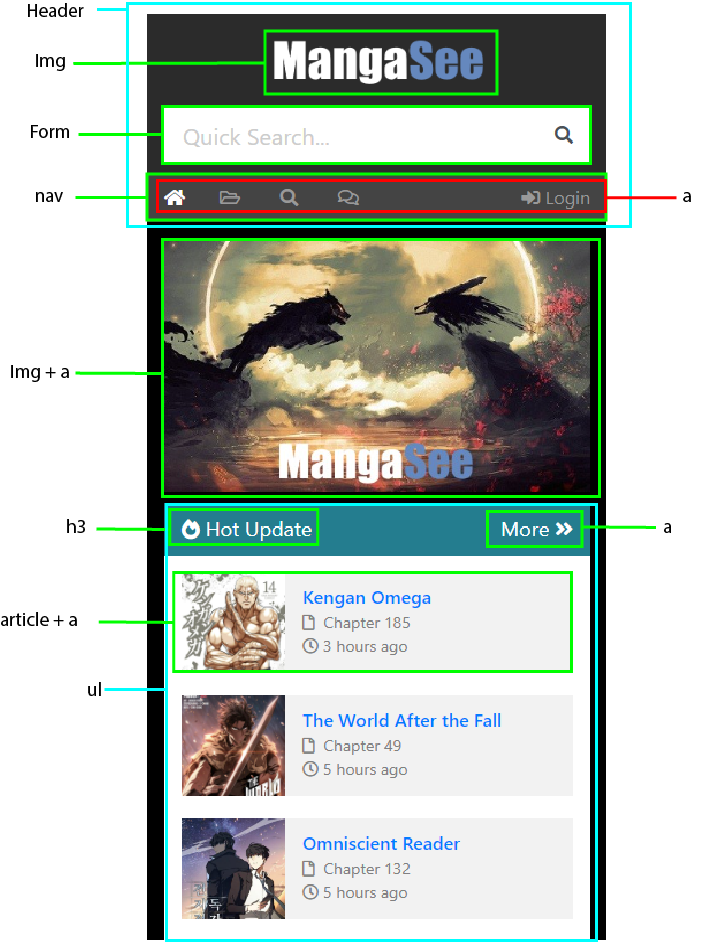 Header
Img
MangaSee
Form
Quick Search...
nav
Login
a
Img + a
MangaSee
h3
Hot Update
More
a
article + a
14
Kengan Omega
Chapter 185
3 hours ago
ul
The World After the Fall
Chapter 49
5 hours ago
WORLD
Omniscient Reader
Chapter 132
5 hours ago